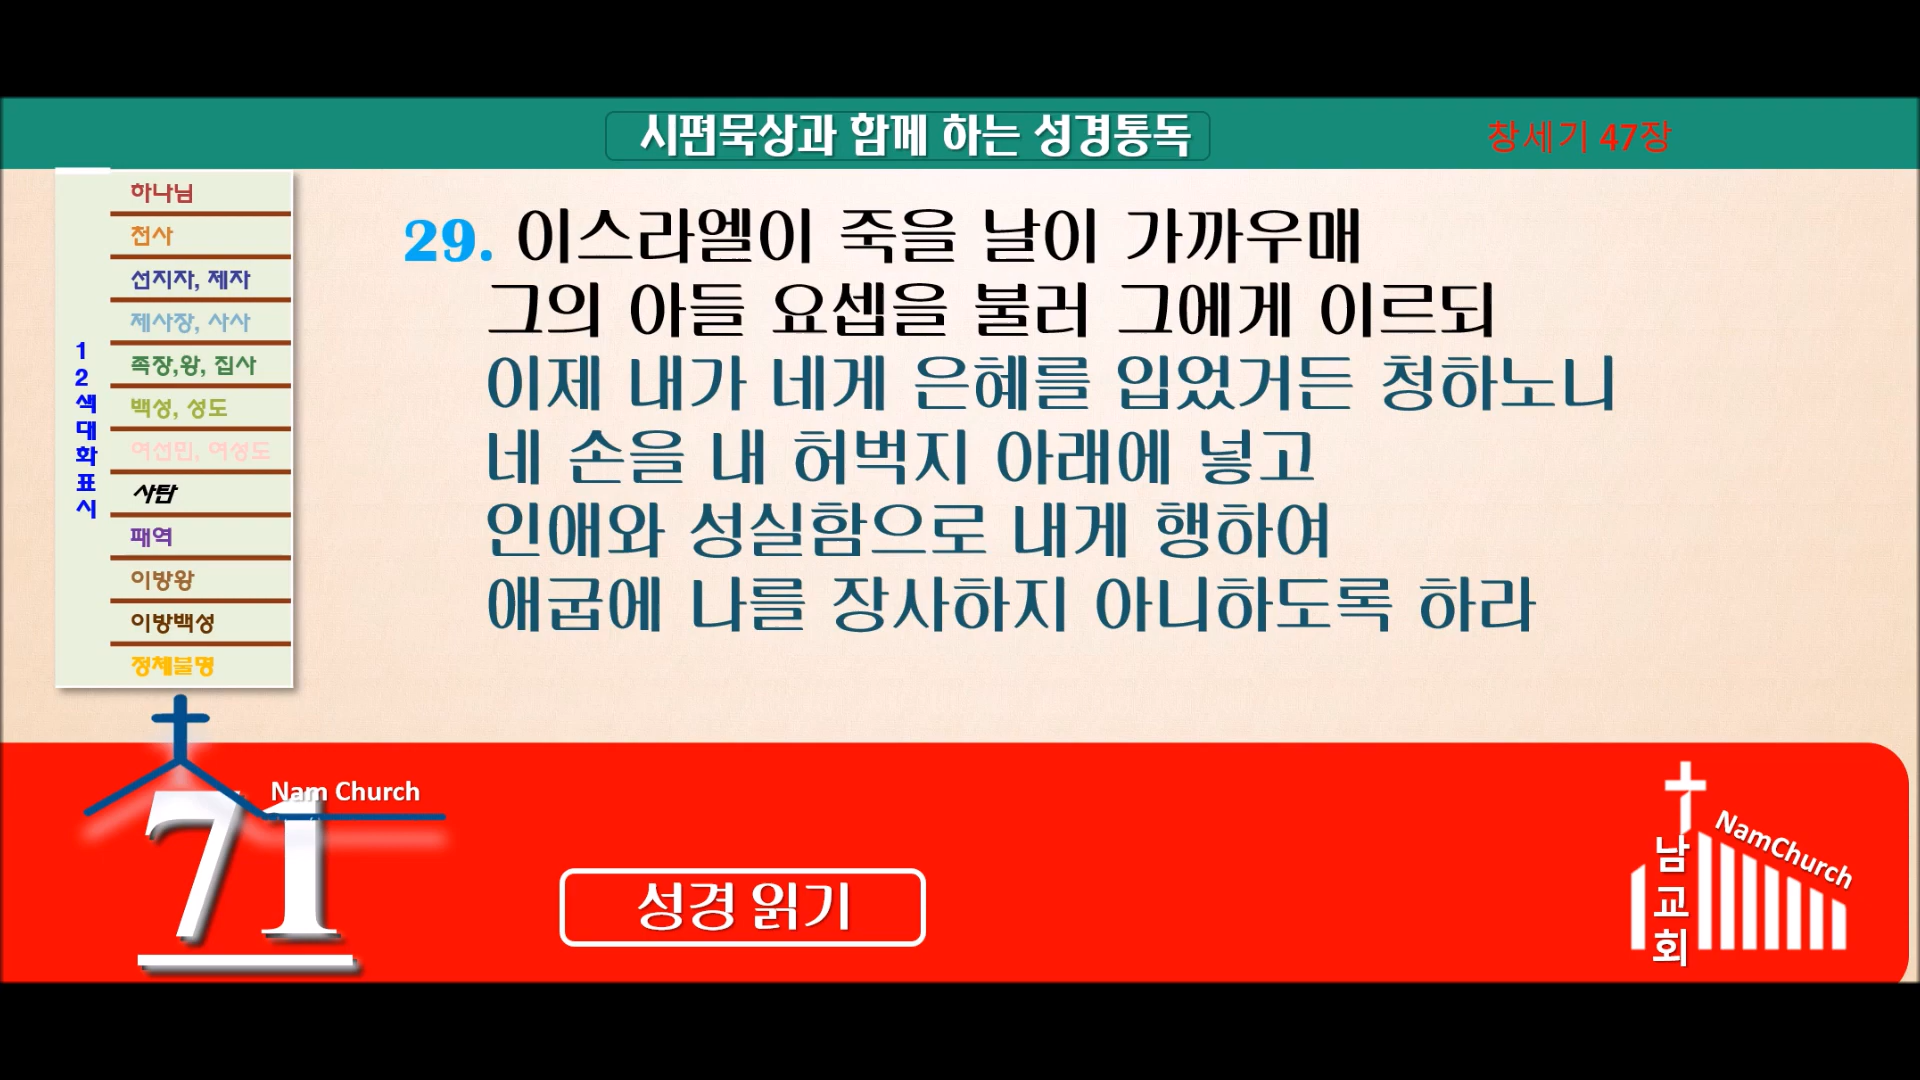 시편묵상과 함께 하는 성경통독
창세기 47장
12색대화표시
하나님
천사
선지자, 제자
제사장, 사사
족장,왕, 집사
백성, 성도
여선민, 여성도
사탄
패역
이방왕
이방백성
정체불명
29. 이스라엘이 죽을 날이 가까우매
그의 아들 요셉을 불러 그에게 이르되
이제 내가 네게 은혜를 입었거든 청하노니
네 손을 내 허벅지 아래에 넣고
인애와 성실함으로 내게 행하여
애굽에 나를 장사하지 아니하도록 하라
Nam Church
71
성경 읽기
NamChurch
남교회